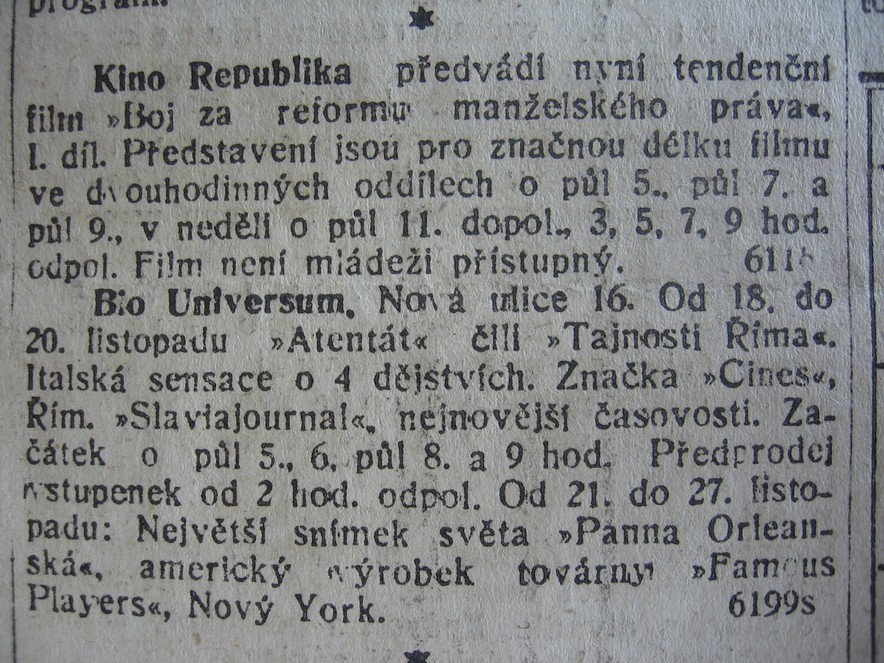 program.
Kino Republika předvádí nyní tendenční
film »Boj za reformu manželského práva«,
I. díl. Představení jsou pro značnou délku filmu
ve dvouhodinných oddílech o půl 5., půl 7. a
půl 9., v neděli o půl 11. dopol., 3, 5, 7, 9 hod.
odpol. Film není mládeži přístupný.
Bio Universum, Nová ulice 16. Od 18. do
20. listopadu »Atentát« čili »Tajnosti Říma«.
Italská sensace o 4 dějstvích. Značka »Cines«,
Řím. »Slaviajournal«, nejnovější časovosti. Za-
čátek o půl 5., 6, půl 8. a 9 hod. Předprodej
vstupenek od 2 hod. odpol. Od 21. do 27. listo-
padu: Největší snímek světa »Panna Orlean-
ská«, americký výrobek továrny »Famous
Players«, Nový York. 6199s